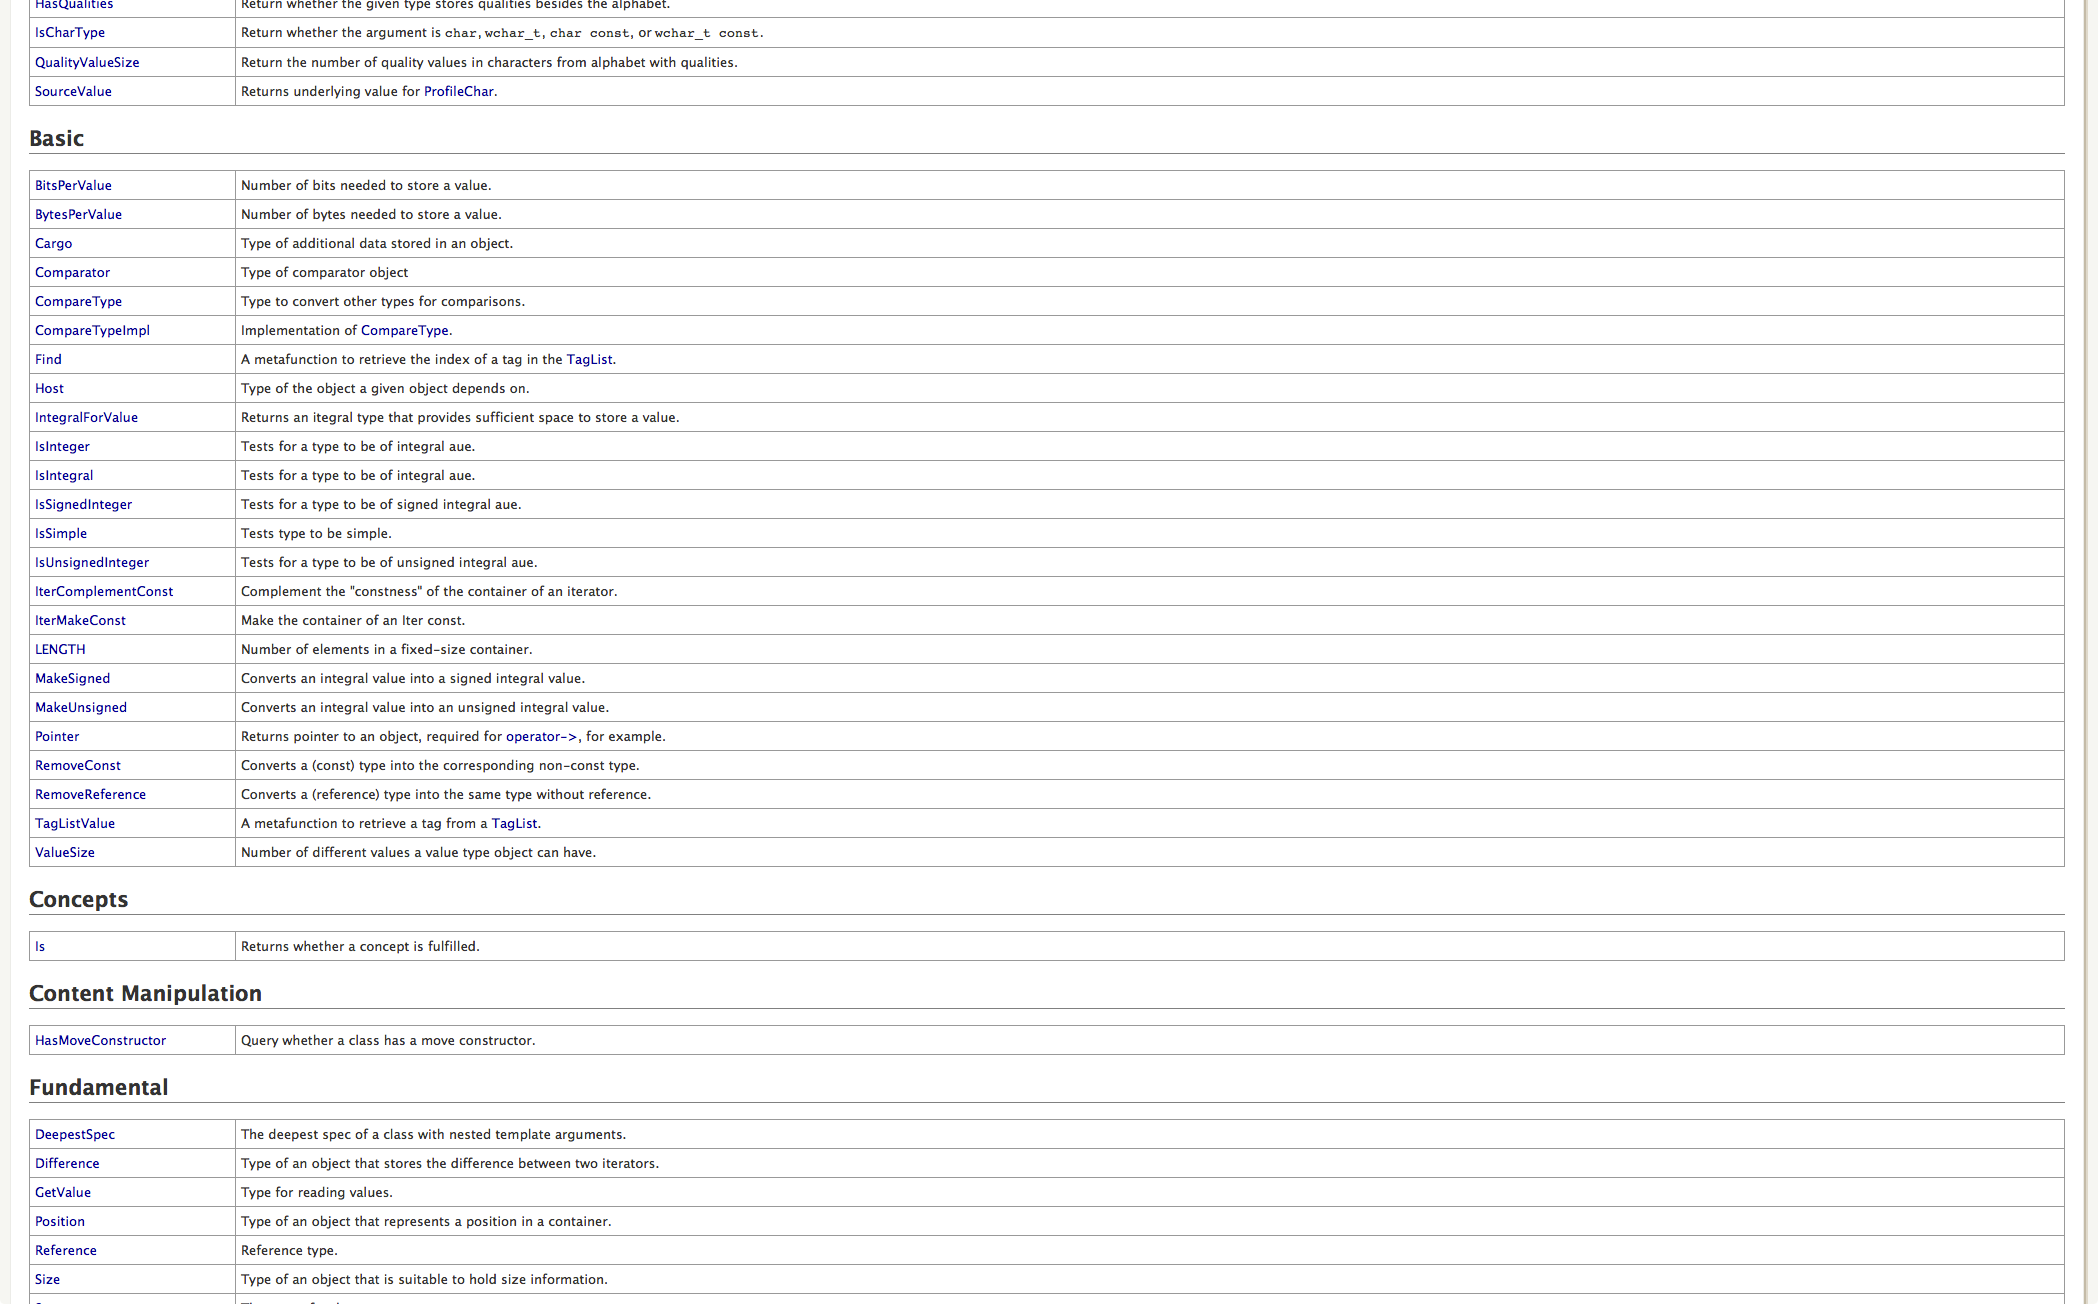 HasQualities Return whether the given type stores qualities besides the alphabet.
IsCharType Return whether the argument is char, wchar_t, char const, or wchar_t const.
QualityValueSize Return the number of quality values in characters from alphabet with qualities.
SourceValue Returns underlying value for ProfileChar.
Basic
BitsPerValue Number of bits needed to store a value.
BytesPerValue Number of bytes needed to store a value.
Cargo Type of additional data stored in an object.
Comparator Type of comparator object
CompareType Type to convert other types for comparisons.
CompareTypeImpl Implementation of CompareType.
Find A metafunction to retrieve the index of a tag in the TagList.
Host Type of the object a given object depends on.
IntegralForValue Returns an itegral type that provides sufficient space to store a value.
IsInteger Tests for a type to be of integral aue.
IsIntegral Tests for a type to be of integral aue.
IsSignedInteger Tests for a type to be of signed integral aue.
IsSimple Tests type to be simple.
IsUnsignedInteger Tests for a type to be of unsigned integral aue.
IterComplementConst Complement the "constness" of the container of an iterator.
IterMakeConst Make the container of an Iter const.
LENGTH Number of elements in a fixed-size container.
MakeSigned Converts an integral value into a signed integral value.
MakeUnsigned Converts an integral value into an unsigned integral value.
Pointer Returns pointer to an object, required for operator->, for example.
RemoveConst Converts a (const) type into the corresponding non-const type.
RemoveReference Converts a (reference) type into the same type without reference.
TagListValue A metafunction to retrieve a tag from a TagList.
ValueSize Number of different values a value type object can have.
Concepts
Is Returns whether a concept is fulfilled.
Content Manipulation
HasMoveConstructor Query whether a class has a move constructor.
Fundamental
DeepestSpec The deepest spec of a class with nested template arguments.
Difference Type of an object that stores the difference between two iterators.
GetValue Type for reading values.
Position Type of an object that represents a position in a container.
Reference Reference type.
Size Type of an object that is suitable to hold size information.